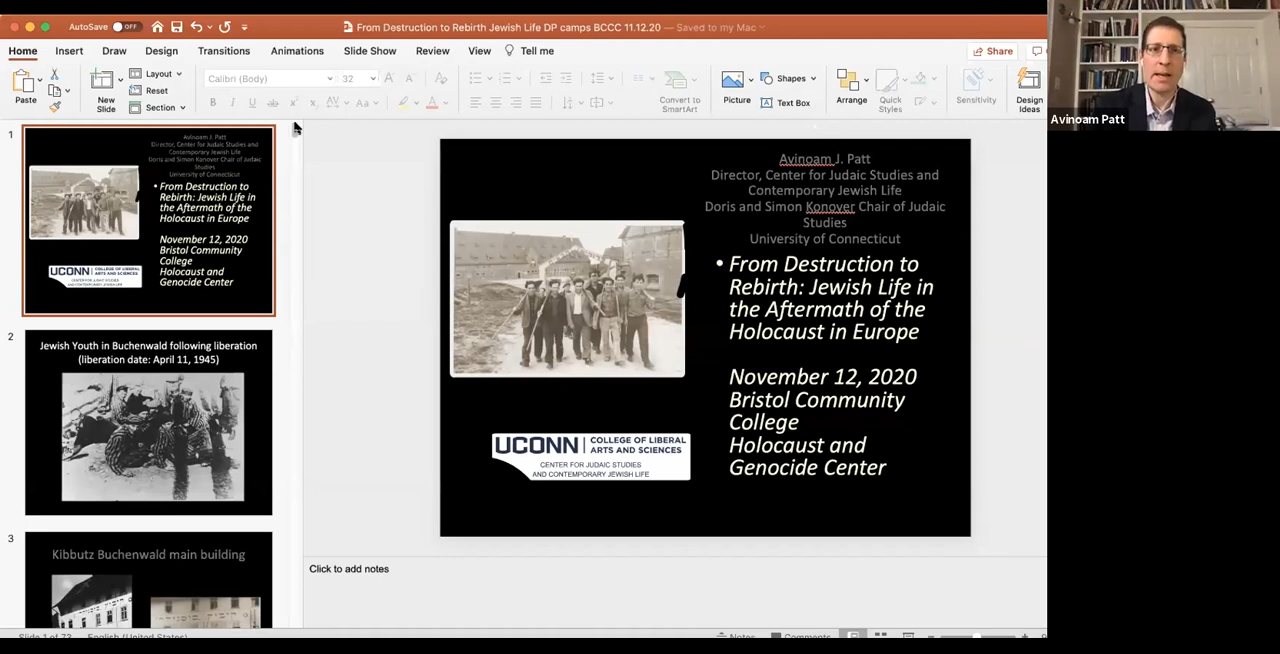 AutoSave
OFF
From Destruction to Rebirth Jewish Life DP camps BCCC 11.12.20 — Saved to my Mac
Home Insert Draw Design Transitions Animations Slide Show Review View Tell me
Share
Paste
New
Slide
Layout
Reset
Section
Calibri (Body) 32
Convert to
SmartArt
Picture
Shapes
Text Box
Arrange
Quick
Styles
Sensitivity
Design
Ideas
Avinoam Patt
1
Avinoam J. Patt
Director, Center for Judaic Studies and
Contemporary Jewish Life
Doris and Simon Konover Chair of Judaic
Studies
University of Connecticut
• From Destruction to
Rebirth: Jewish Life in
the Aftermath of the
Holocaust in Europe
November 12, 2020
Bristol Community
College
Holocaust and
Genocide Center
UCONN COLLEGE OF LIBERAL
ARTS AND SCIENCES
CENTER FOR JUDAIC STUDIES
AND CONTEMPORARY JEWISH LIFE
2
Jewish Youth in Buchenwald following liberation
(liberation date: April 11, 1945)
3
Kibbutz Buchenwald main building
Avinoam J. Patt
Director, Center for Judaic Studies and
Contemporary Jewish Life
Doris and Simon Konover Chair of Judaic
Studies
University of Connecticut
• From Destruction to
Rebirth: Jewish Life in
the Aftermath of the
Holocaust in Europe
November 12, 2020
Bristol Community
College
Holocaust and
Genocide Center
UCONN COLLEGE OF LIBERAL
ARTS AND SCIENCES
CENTER FOR JUDAIC STUDIES
AND CONTEMPORARY JEWISH LIFE
Click to add notes
Slide 1 of 73 English (United States)
Notes Comments